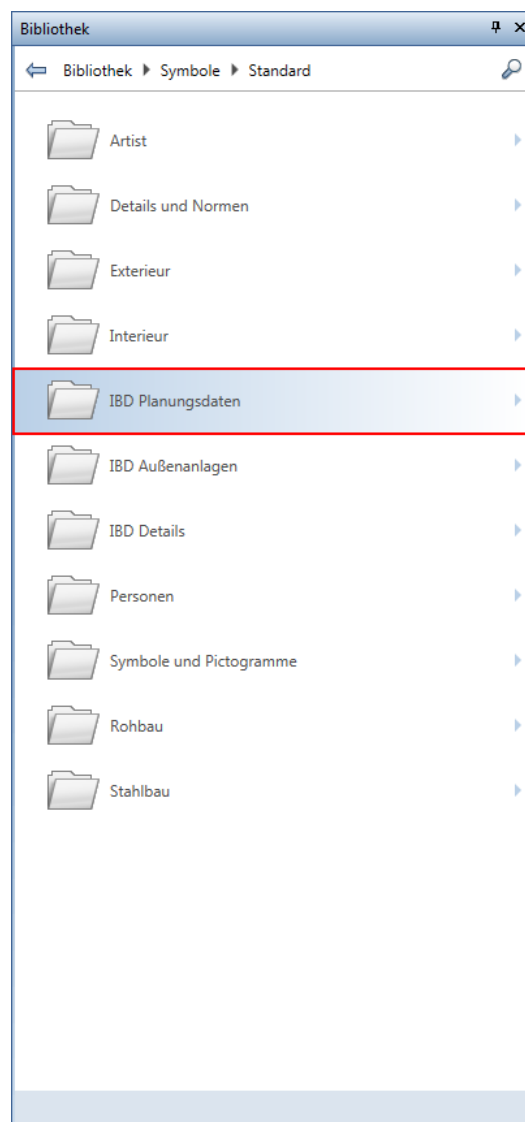 Bibliothek
Bibliothek Symbole Standard
Artist
Details und Normen
Exterieur
Interieur
IBD Planungsdaten
IBD Außenanlagen
IBD Details
Personen
Symbole und Pictogramme
Rohbau
Stahlbau